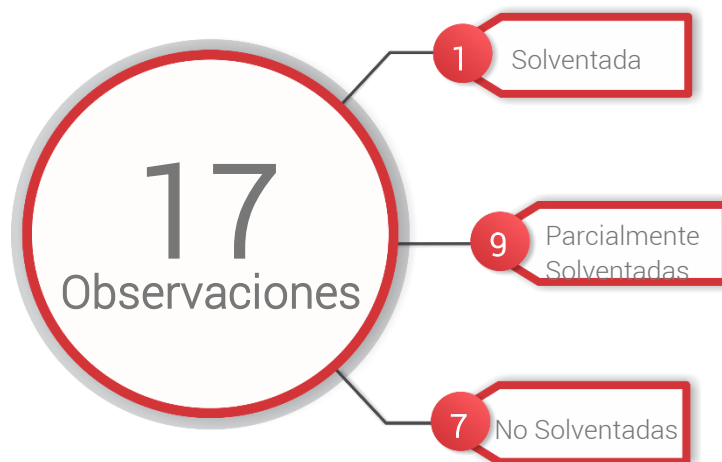 17
Observaciones
1
Solventada
9
Parcialmente
Solventadas
7
No Solventadas